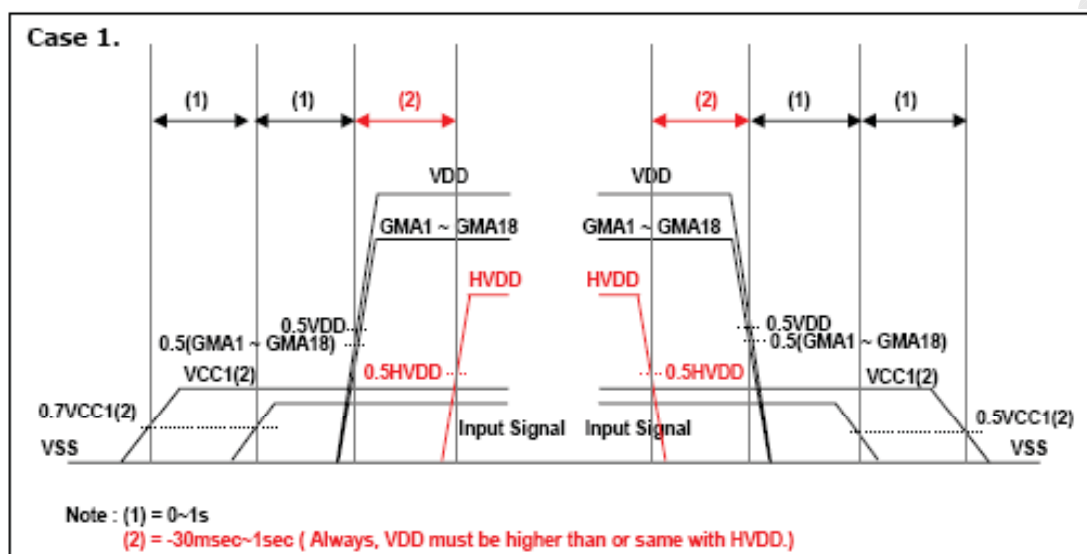 Case 1.
(1) (1) (2) (2) (1) (1)
VDD VDD
GMA1 ~ GMA18 GMA1 ~ GMA18
HVDD HVDD
0.5VDD 0.5VDD
0.5(GMA1 ~ GMA18) 0.5(GMA1 ~ GMA18)
VCC1(2) 0.5HVDD 0.5HVDD VCC1(2)
0.7VCC1(2) 0.5VCC1(2)
Input Signal Input Signal
VSS VSS
Note : (1) = 0~1s
(2) = -30msec~1sec ( Always, VDD must be higher than or same with HVDD.)